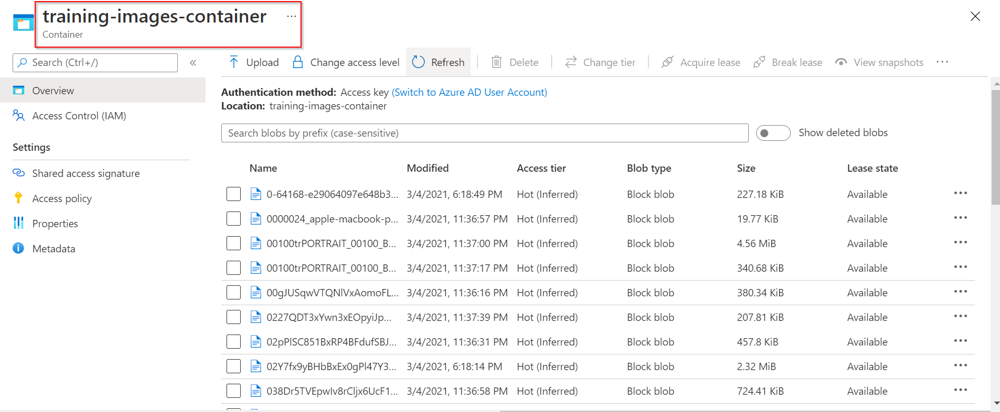 training-images-container ...
Container
Search (Ctrl+/) «
Upload Change access level Refresh Delete Change tier Acquire lease Break lease View snapshots ...
Overview
Access Control (IAM)
Settings
Shared access signature
Access policy
Properties
Metadata
Authentication method: Access key (Switch to Azure AD User Account)
Location: training-images-container
Search blobs by prefix (case-sensitive) Show deleted blobs
Name Modified Access tier Blob type Size Lease state
0-64168-e29064097e648b3... 3/4/2021, 6:18:49 PM Hot (Inferred) Block blob 227.18 KiB Available ...
0000024_apple-macbook-p... 3/4/2021, 11:36:57 PM Hot (Inferred) Block blob 19.77 KiB Available ...
00100trPORTRAIT_00100_B... 3/4/2021, 11:37:00 PM Hot (Inferred) Block blob 4.56 MiB Available ...
00100trPORTRAIT_00100_B... 3/4/2021, 11:37:17 PM Hot (Inferred) Block blob 340.68 KiB Available ...
00gJUSqwVTQNlVxAomoFL... 3/4/2021, 11:36:16 PM Hot (Inferred) Block blob 380.34 KiB Available ...
0227QDT3xYwn3xEOpyiJp... 3/4/2021, 11:37:39 PM Hot (Inferred) Block blob 207.81 KiB Available ...
02pPlSC851BxRP4BFdufSBJ... 3/4/2021, 11:36:31 PM Hot (Inferred) Block blob 457.8 KiB Available ...
02Y7fx9yBHbBxEx0gPl47Y3... 3/4/2021, 6:18:14 PM Hot (Inferred) Block blob 2.32 MiB Available ...
038Dr5TVEpwIv8rCljx6UcF1... 3/4/2021, 11:36:58 PM Hot (Inferred) Block blob 724.41 KiB Available ...